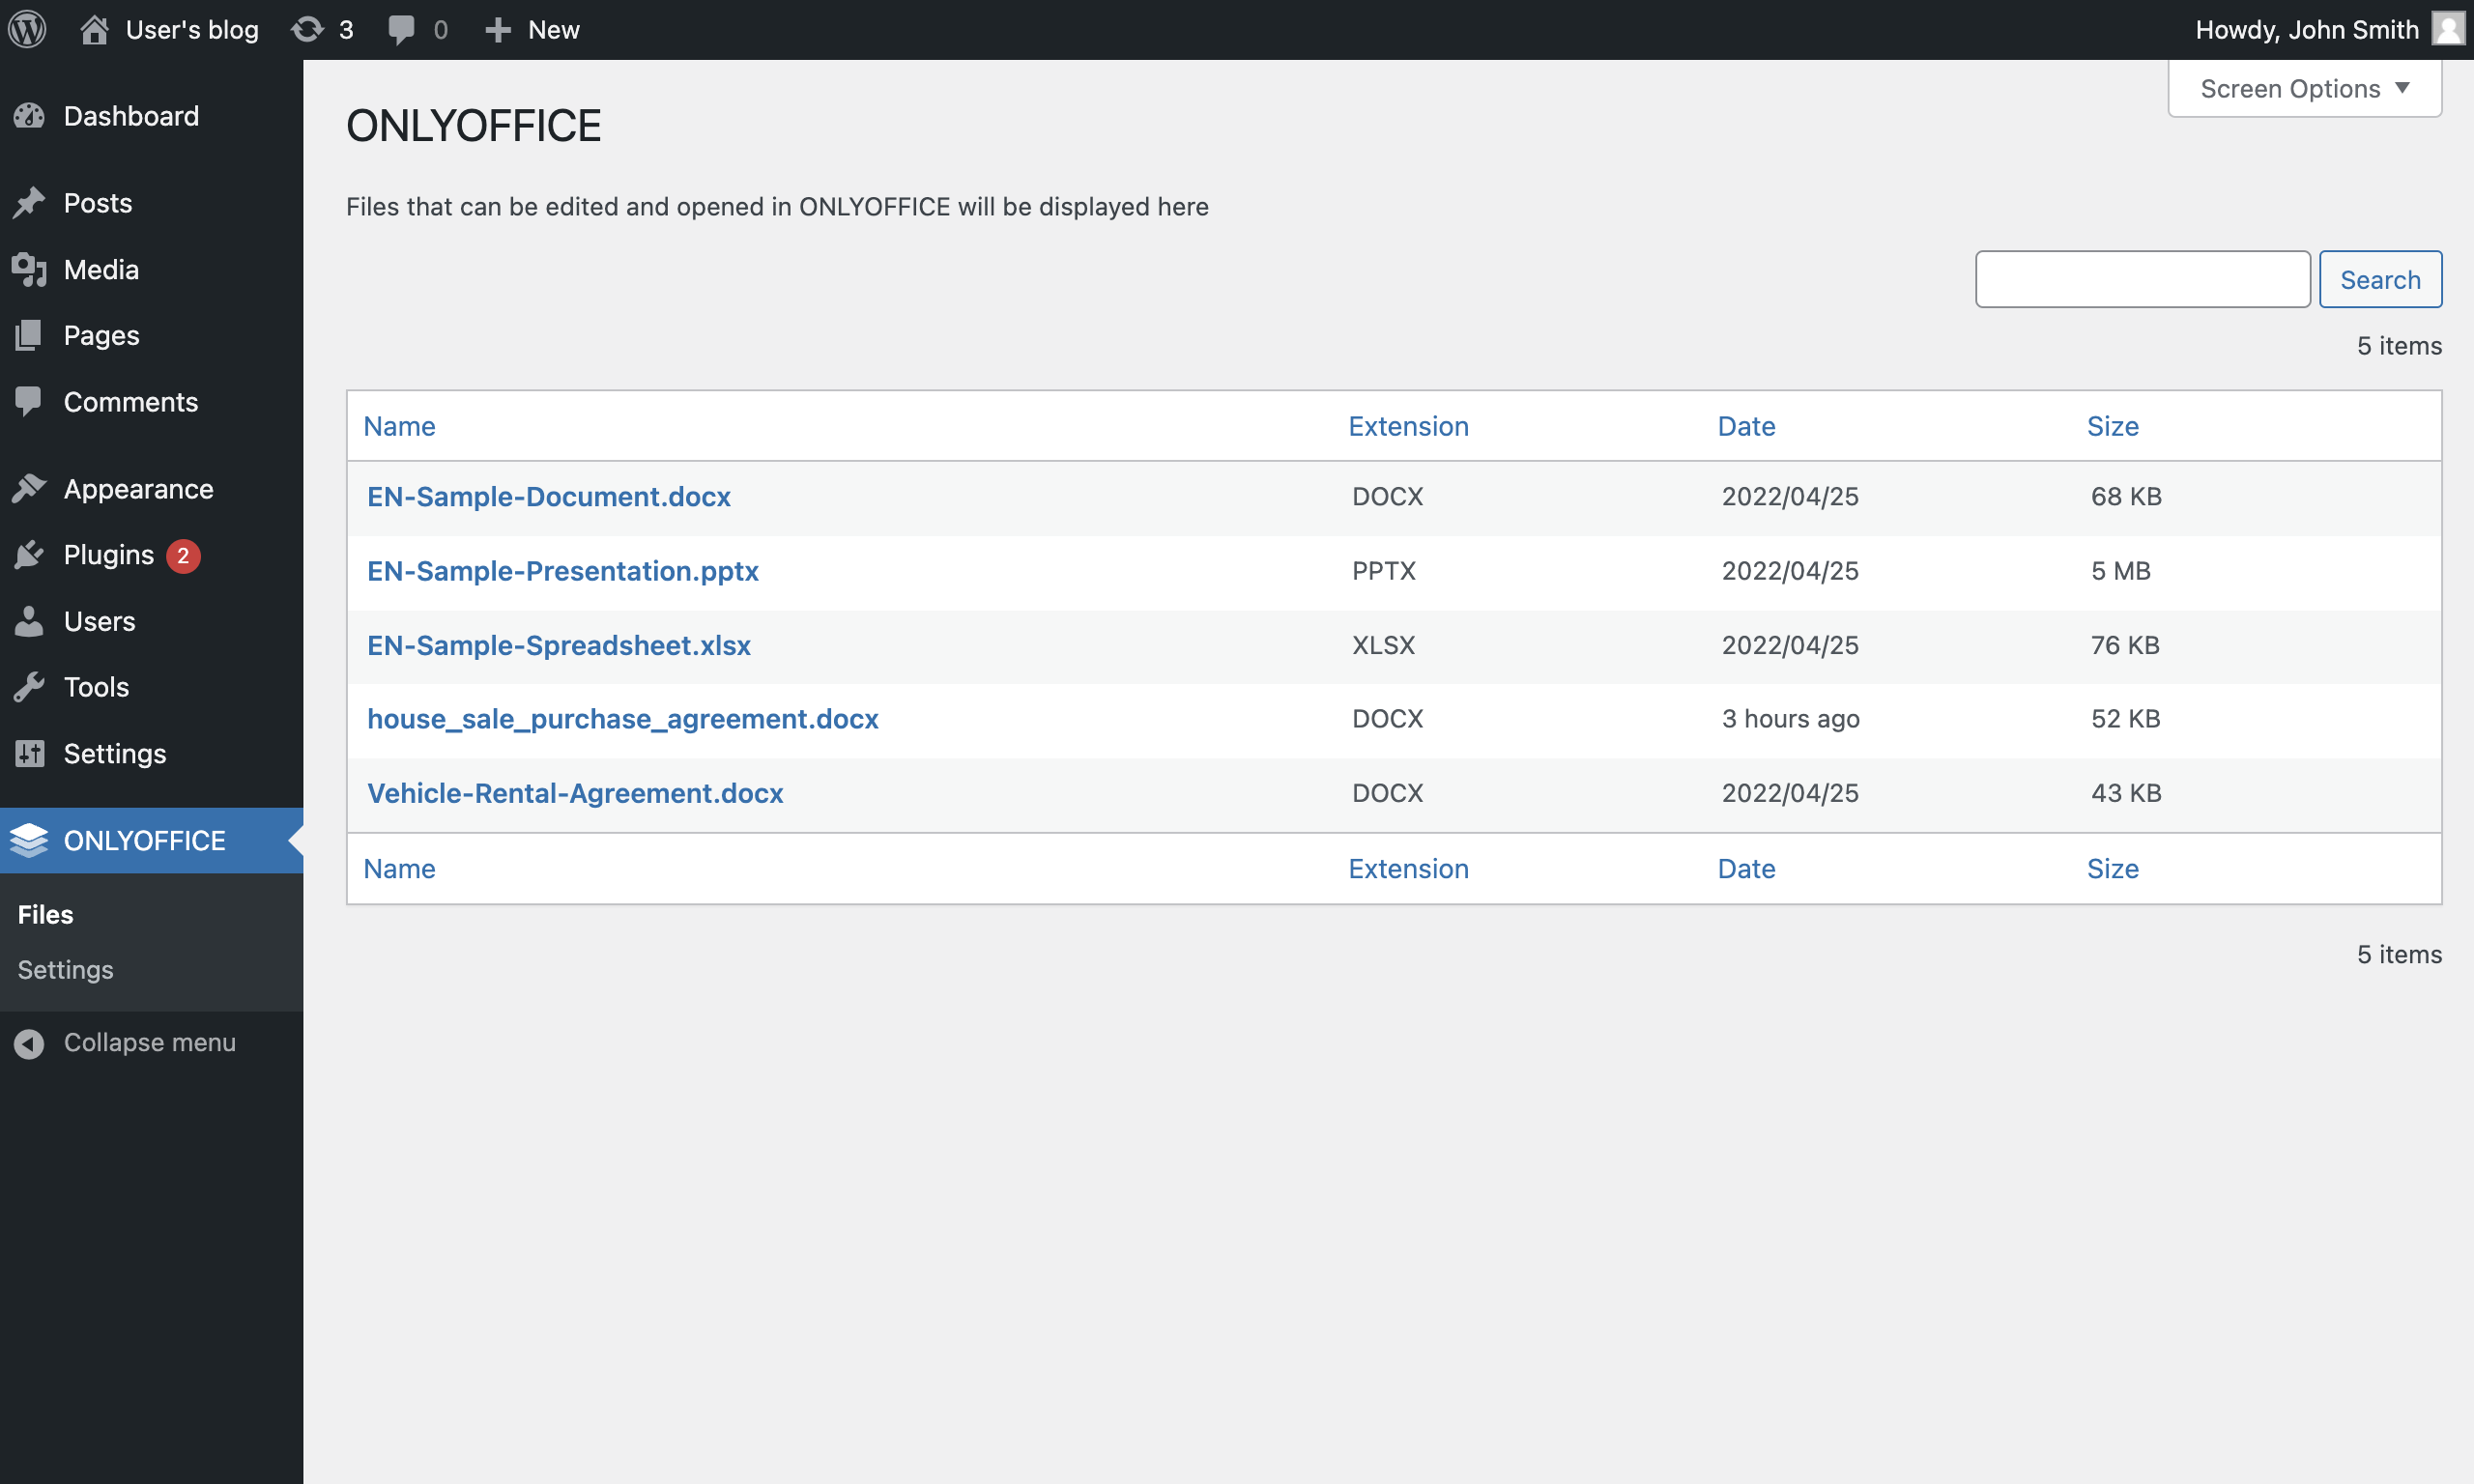 User's blog 3 0 New Howdy, John Smith
Dashboard
Posts
Media
Pages
Comments
Appearance
Plugins 2
Users
Tools
Settings
ONLYOFFICE
Files
Settings
Collapse menu
Screen Options
ONLYOFFICE
Files that can be edited and opened in ONLYOFFICE will be displayed here
Search
5 items
Name Extension Date Size
EN-Sample-Document.docx DOCX 2022/04/25 68 KB
EN-Sample-Presentation.pptx PPTX 2022/04/25 5 MB
EN-Sample-Spreadsheet.xlsx XLSX 2022/04/25 76 KB
house_sale_purchase_agreement.docx DOCX 3 hours ago 52 KB
Vehicle-Rental-Agreement.docx DOCX 2022/04/25 43 KB
Name Extension Date Size
5 items